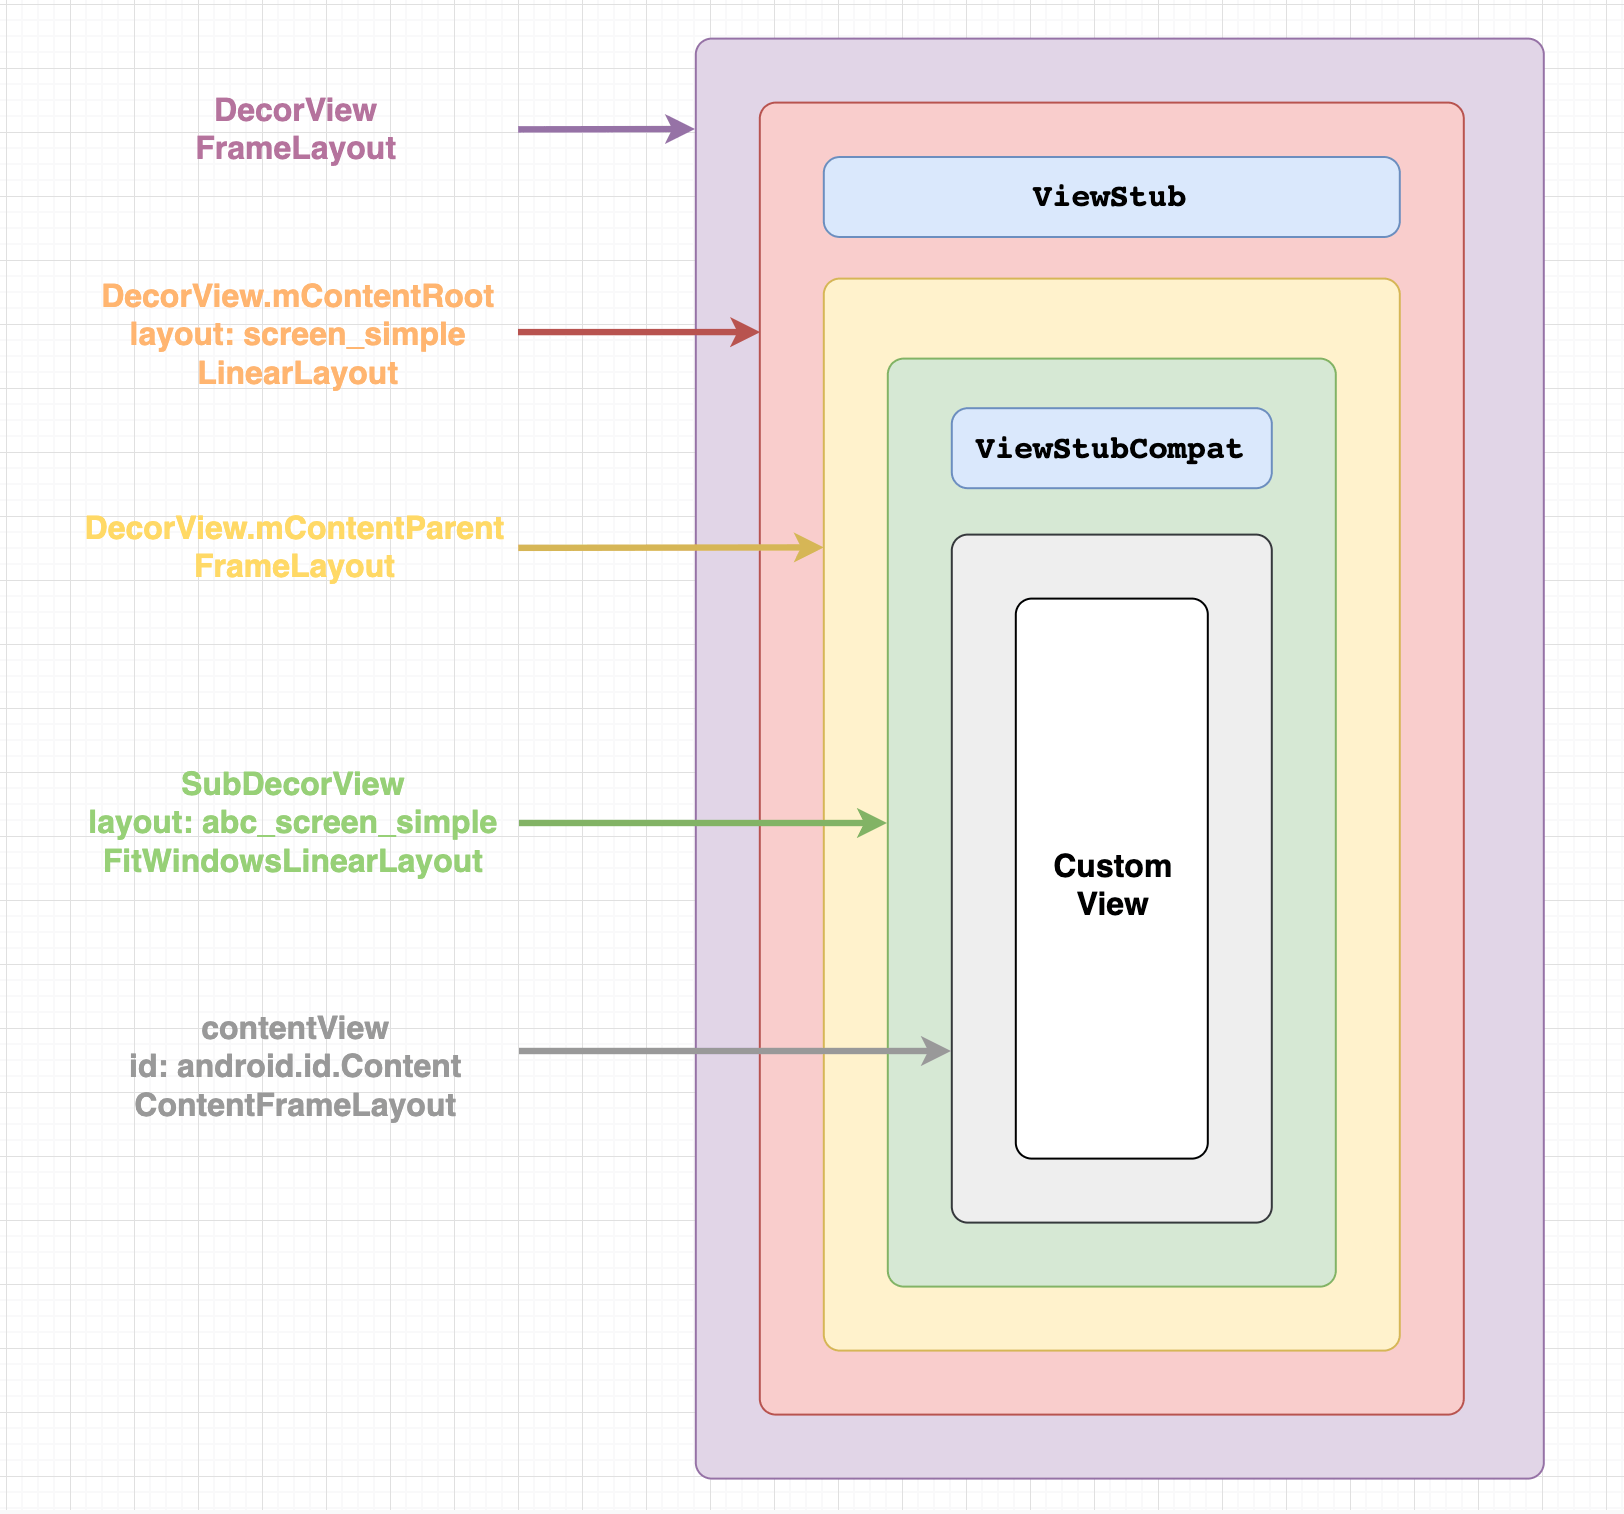 DecorView
FrameLayout
ViewStub
DecorView.mContentRoot
layout: screen_simple
LinearLayout
ViewStubCompat
DecorView.mContentParent
FrameLayout
SubDecorView
layout: abc_screen_simple
FitWindowsLinearLayout
Custom
View
contentView
id: android.id.Content
ContentFrameLayout